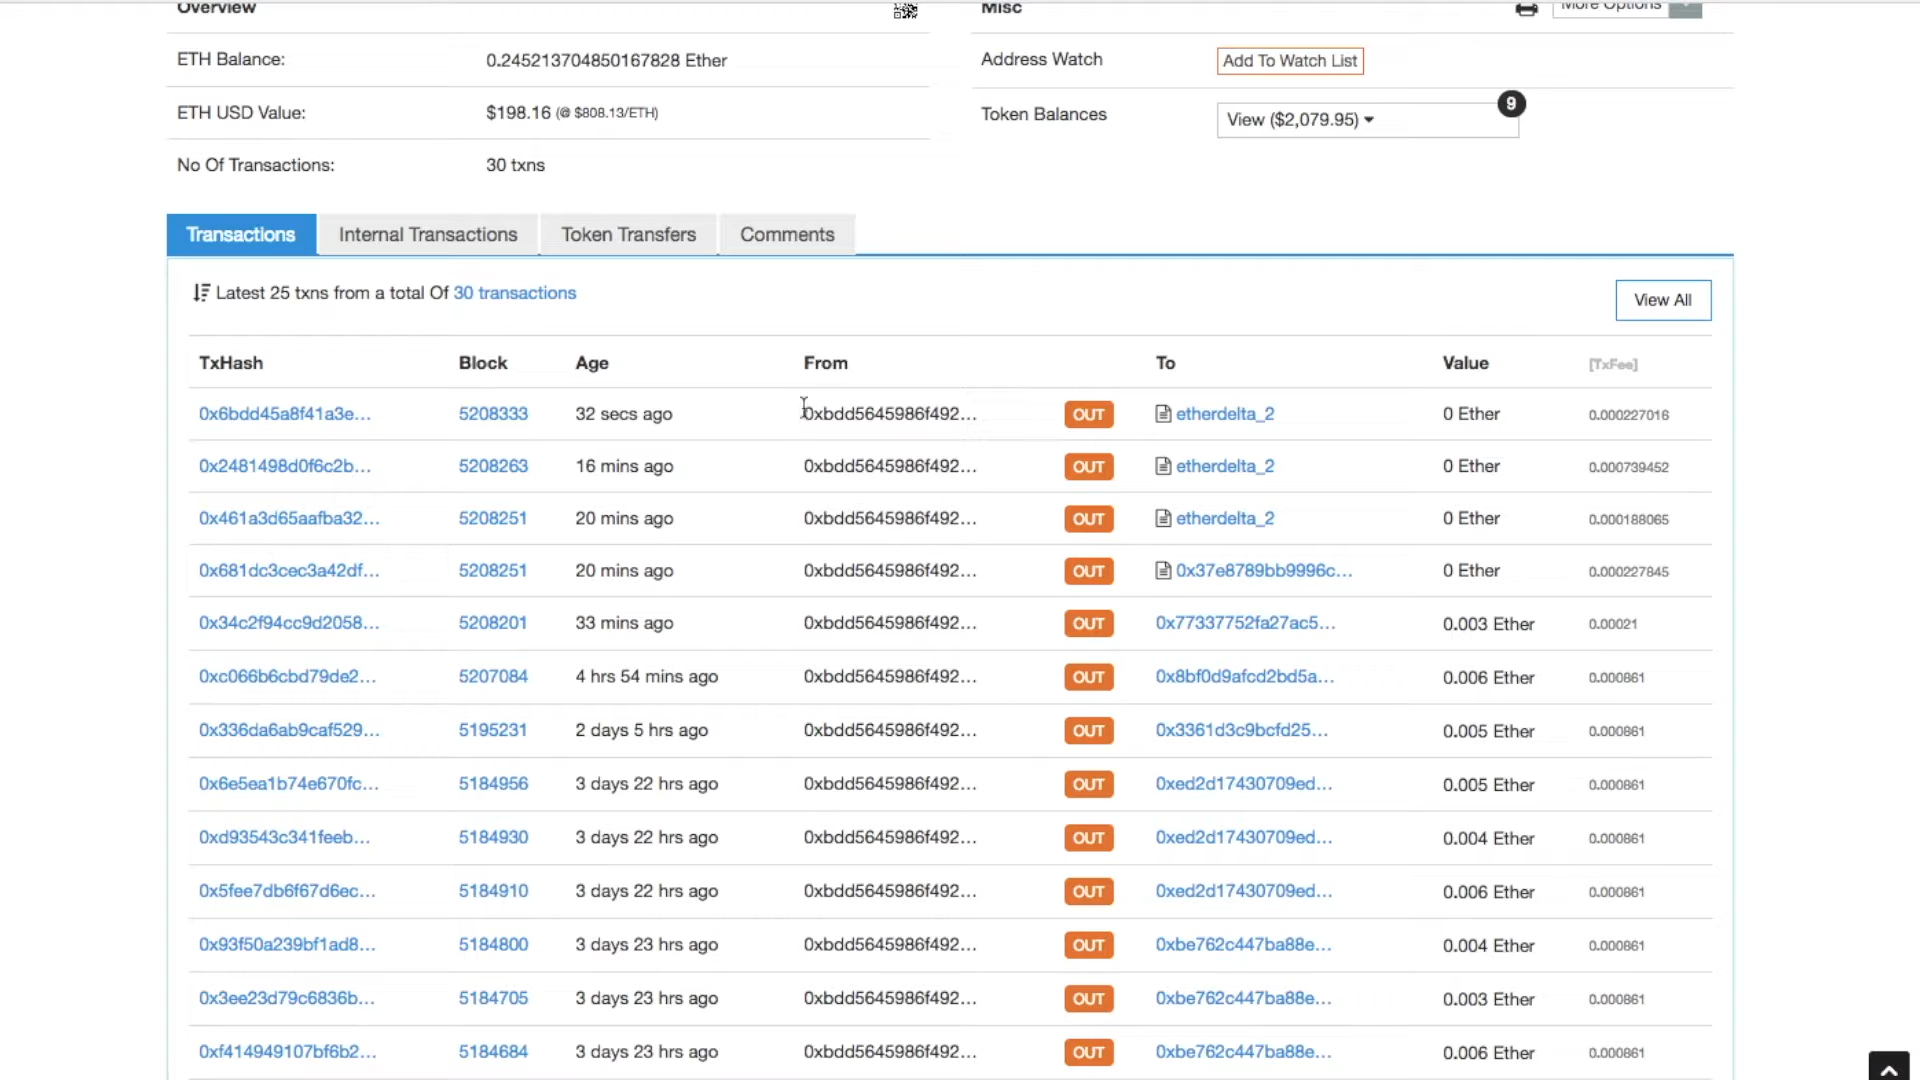 Overview
Misc
More Options
ETH Balance: 0.245213704850167828 Ether
Address Watch Add To Watch List
ETH USD Value: $198.16 (@ $808.13/ETH)
Token Balances View ($2,079.95) 9
No Of Transactions: 30 txns
Transactions Internal Transactions Token Transfers Comments
Latest 25 txns from a total Of 30 transactions
View All
TxHash Block Age From To Value [TxFee]
0x6bdd45a8f41a3e... 5208333 32 secs ago 0xbdd5645986f492... OUT etherdelta_2 0 Ether 0.000227016
0x2481498d0f6c2b... 5208263 16 mins ago 0xbdd5645986f492... OUT etherdelta_2 0 Ether 0.000739452
0x461a3d65aafba32... 5208251 20 mins ago 0xbdd5645986f492... OUT etherdelta_2 0 Ether 0.000188065
0x681dc3cec3a42df... 5208251 20 mins ago 0xbdd5645986f492... OUT 0x37e8789bb9996c... 0 Ether 0.000227845
0x34c2f94cc9d2058... 5208201 33 mins ago 0xbdd5645986f492... OUT 0x77337752fa27ac5... 0.003 Ether 0.00021
0xc066b6cbd79de2... 5207084 4 hrs 54 mins ago 0xbdd5645986f492... OUT 0x8bf0d9afcd2bd5a... 0.006 Ether 0.000861
0x336da6ab9caf529... 5195231 2 days 5 hrs ago 0xbdd5645986f492... OUT 0x3361d3c9bcfd25... 0.005 Ether 0.000861
0x6e5ea1b74e670fc... 5184956 3 days 22 hrs ago 0xbdd5645986f492... OUT 0xed2d17430709ed... 0.005 Ether 0.000861
0xd93543c341feeb... 5184930 3 days 22 hrs ago 0xbdd5645986f492... OUT 0xed2d17430709ed... 0.004 Ether 0.000861
0x5fee7db6f67d6ec... 5184910 3 days 22 hrs ago 0xbdd5645986f492... OUT 0xed2d17430709ed... 0.006 Ether 0.000861
0x93f50a239bf1ad8... 5184800 3 days 23 hrs ago 0xbdd5645986f492... OUT 0xbe762c447ba88e... 0.004 Ether 0.000861
0x3ee23d79c6836b... 5184705 3 days 23 hrs ago 0xbdd5645986f492... OUT 0xbe762c447ba88e... 0.003 Ether 0.000861
0xf414949107bf6b2... 5184684 3 days 23 hrs ago 0xbdd5645986f492... OUT 0xbe762c447ba88e... 0.006 Ether 0.000861